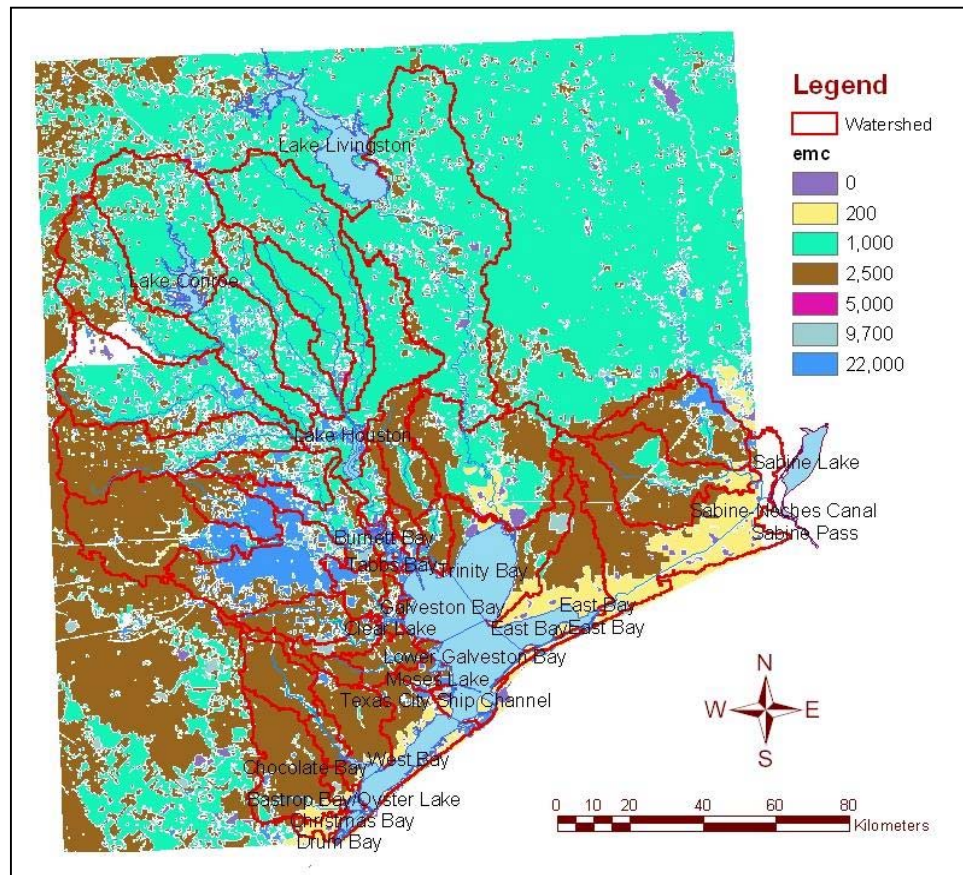 Legend
Watershed
emc
0
200
1,000
2,500
5,000
9,700
22,000
Lake Livingston
Lake Conroe
Lake Houston
Sabine Lake
Sabine-Neches Canal
Sabine Pass
Burnett Bay
Tabbs Bay
Trinity Bay
Galveston Bay
East Bay
Clear Lake
East Bay
East Bay
Lower Galveston Bay
Moses Lake
Texas City Ship Channel
West Bay
Chocolate Bay
Bastrop Bay/Oyster Lake
Christmas Bay
Drum Bay
N
W
E
S
0 10 20 40 60 80
Kilometers